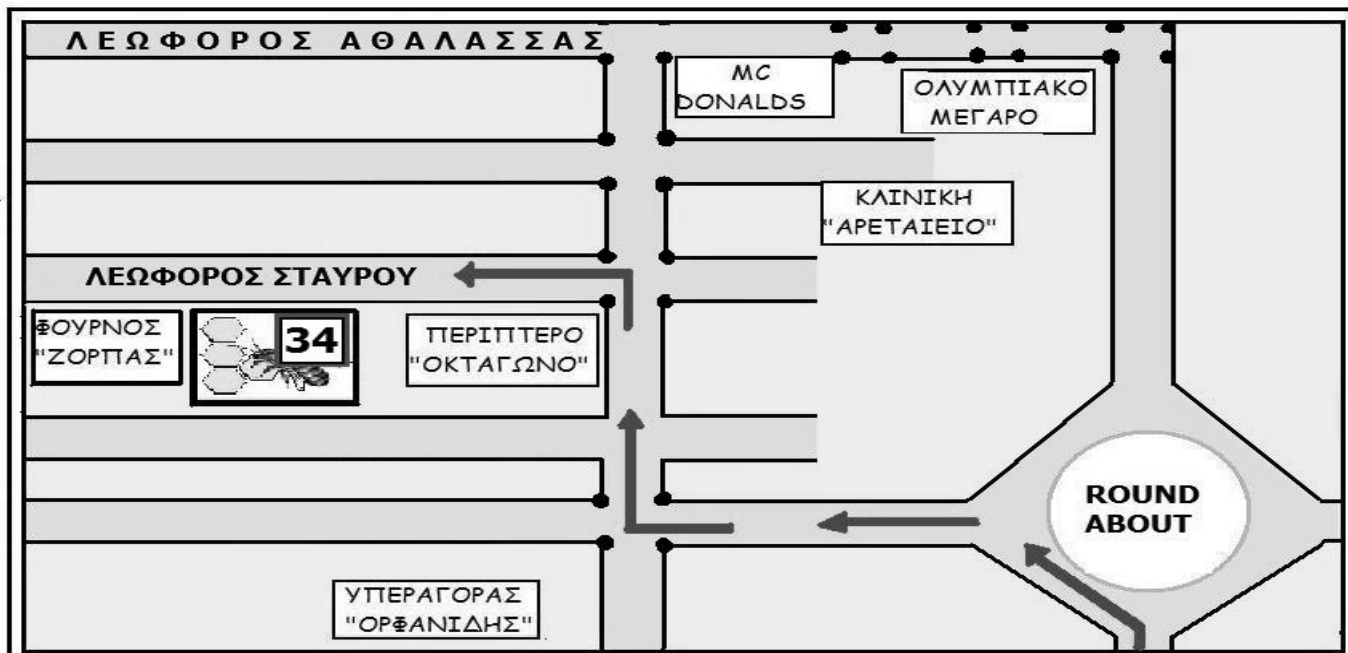 ΛΕΩΦΟΡΟΣ ΑΘΑΛΑΣΣΑΣ
MC
DONALDS
ΟΛΥΜΠΙΑΚΟ
ΜΕΓΑΡΟ
ΚΛΙΝΙΚΗ
"ΑΡΕΤΑΙΕΙΟ"
ΛΕΩΦΟΡΟΣ ΣΤΑΥΡΟΥ
ΦΟΥΡΝΟΣ
"ΖΟΡΠΑΣ"
34
ΠΕΡΙΠΤΕΡΟ
"ΟΚΤΑΓΩΝΟ"
ROUND
ABOUT
ΥΠΕΡΑΓΟΡΑΣ
"ΟΡΦΑΝΙΔΗΣ"